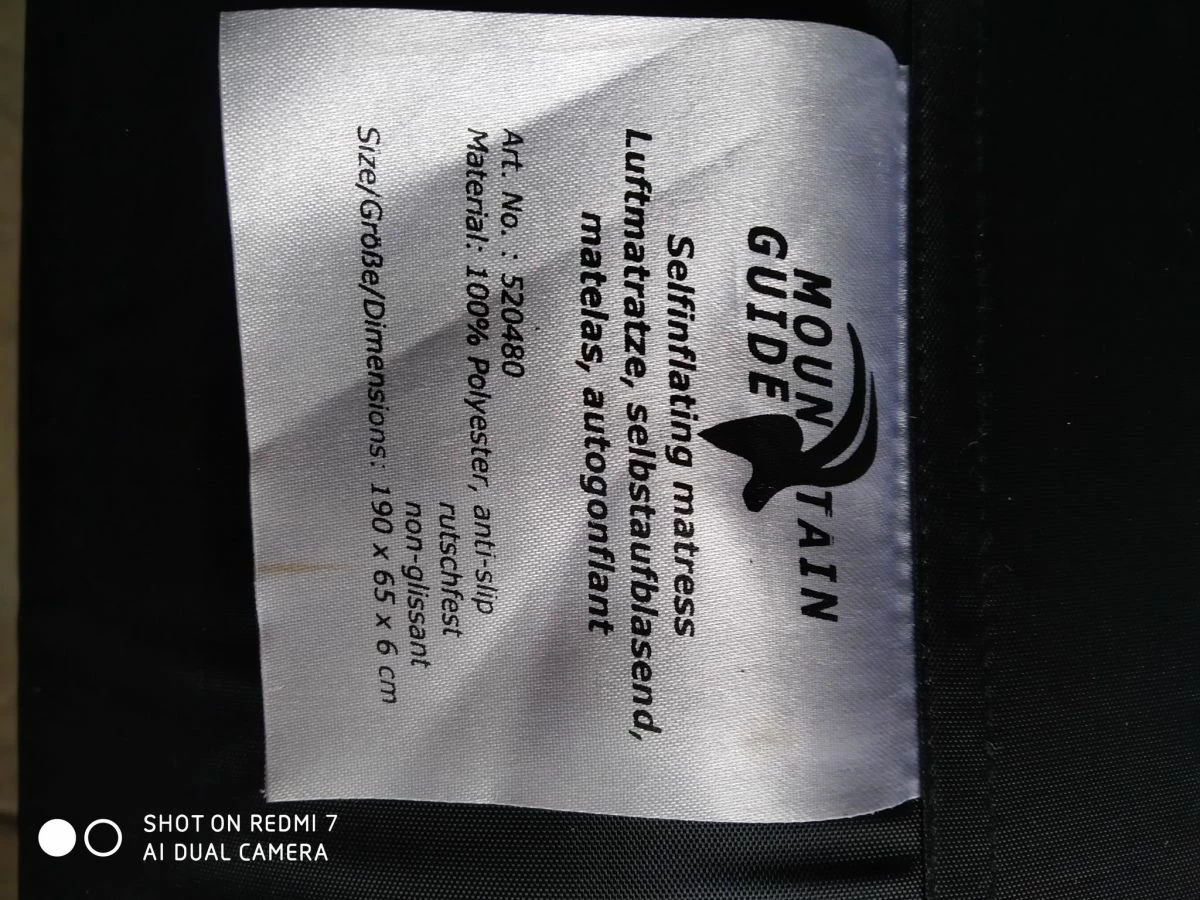 MOUNTAIN
GUIDE
Selfinflating matress
Luftmatratze, selbstaufblasend,
matelas, autogonflant
Art. No. : 520480
Material: 100% Polyester, anti-slip
rutschfest
non-glissant
Size/Größe/Dimensions: 190 x 65 x 6 cm
SHOT ON REDMI 7
AI DUAL CAMERA